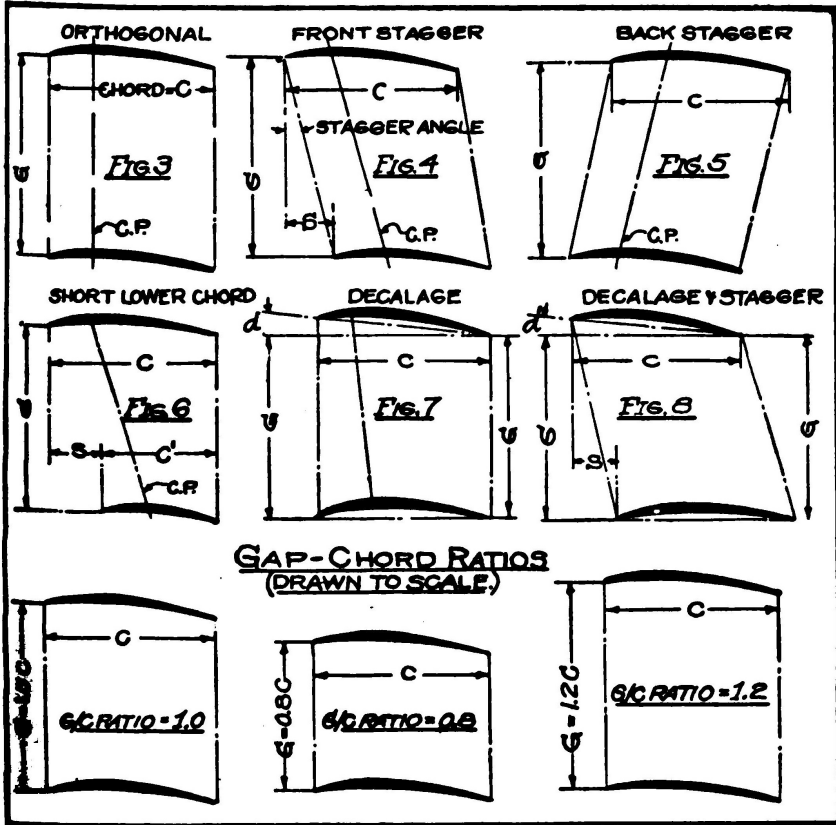 ORTHOGONAL
FRONT STAGGER
BACK STAGGER
CHORD=C
C
C
STAGGER ANGLE
G
G
G
FIG.3
FIG.4
FIG.5
S
C.P.
C.P.
C.P.
SHORT LOWER CHORD
DECALAGE
DECALAGE & STAGGER
d
d
C
C
C
G
FIG.6
G
FIG.7
G
G
FIG.8
G
S
C'
S
C.P.
GAP-CHORD RATIOS
(DRAWN TO SCALE.)
C
C
C
G/C RATIO = 1.0
G=0.8C
G/C RATIO = 0.8
G=1.2C
G/C RATIO = 1.2